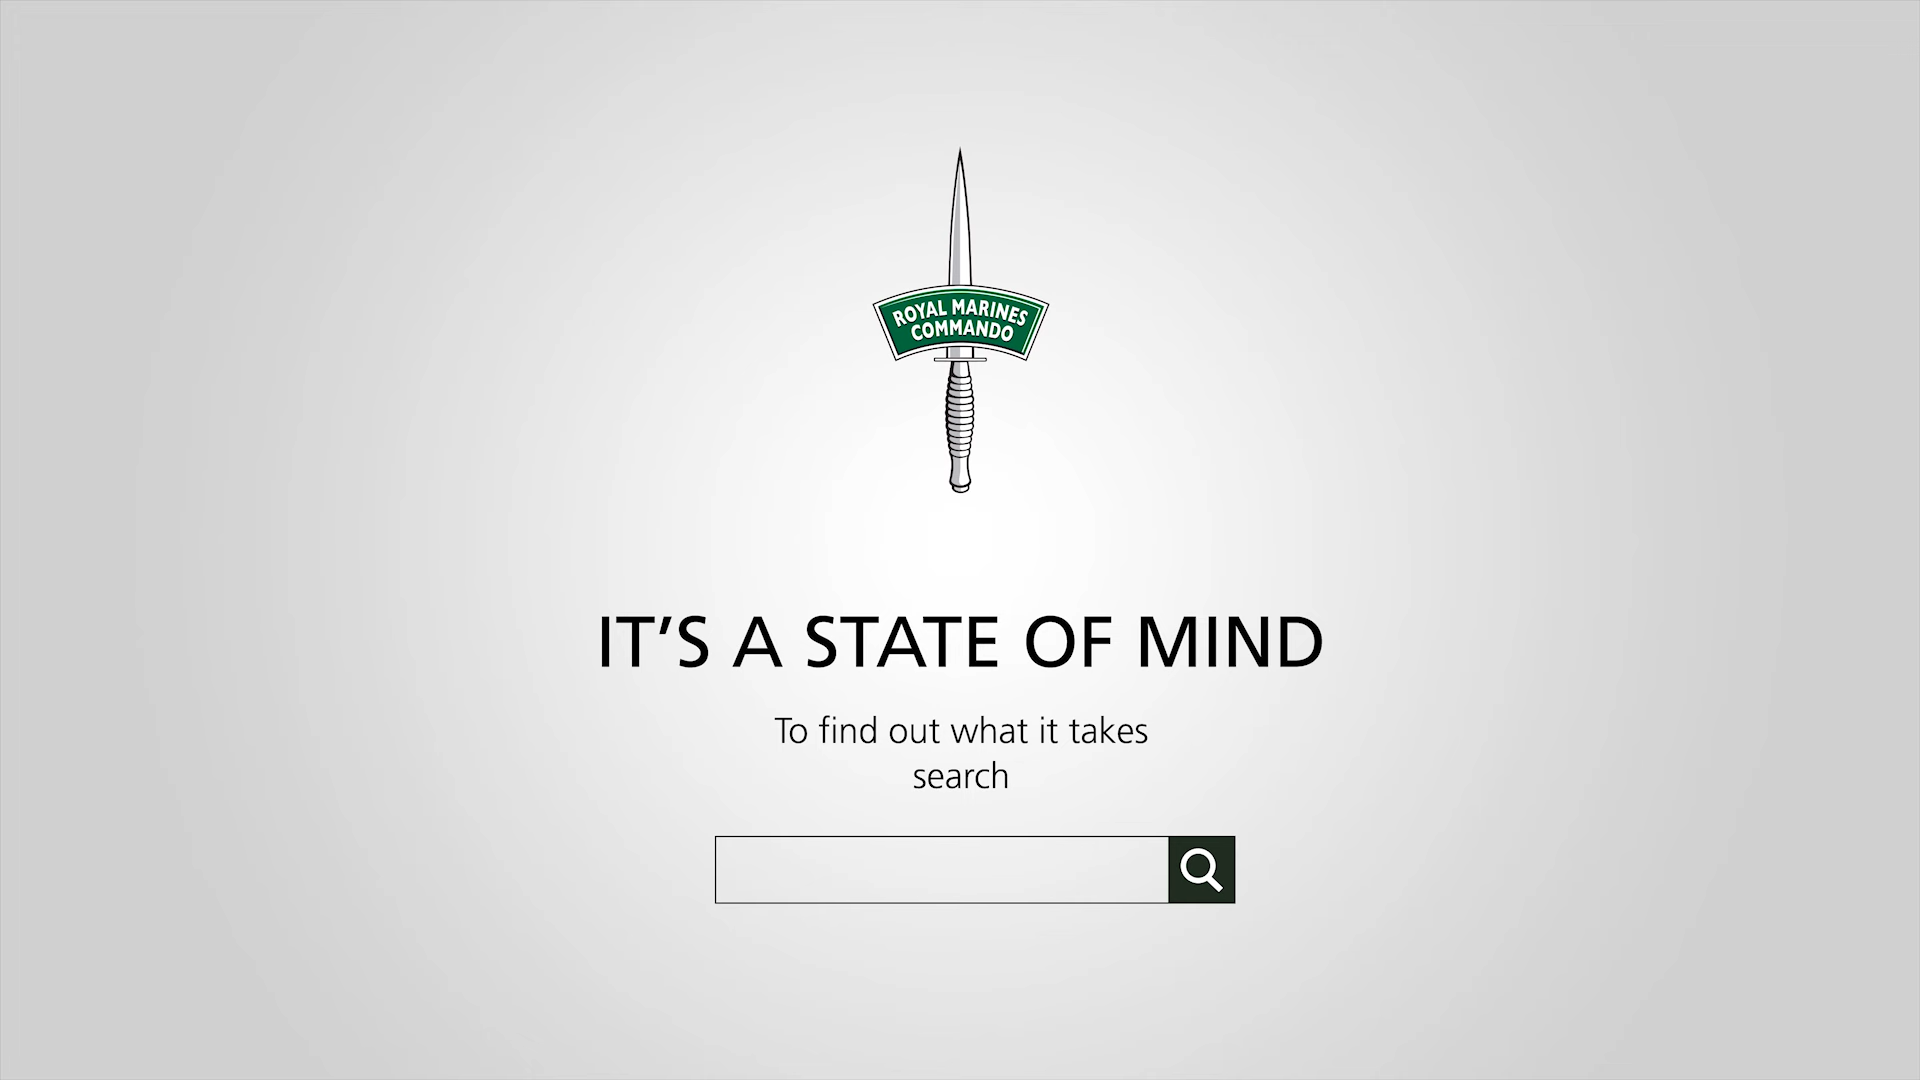 ROYAL MARINES
COMMANDO
IT’S A STATE OF MIND
To find out what it takes
search